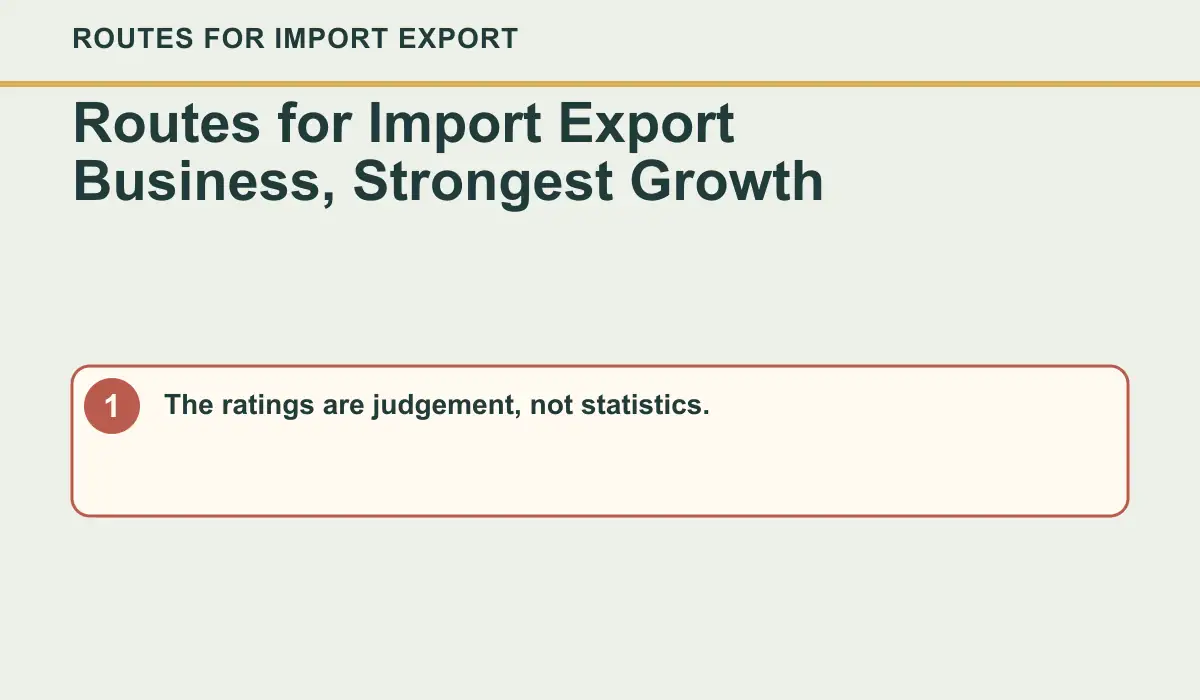 ROUTES FOR IMPORT EXPORT
Routes for Import Export
Business, Strongest Growth
1
The ratings are judgement, not statistics.